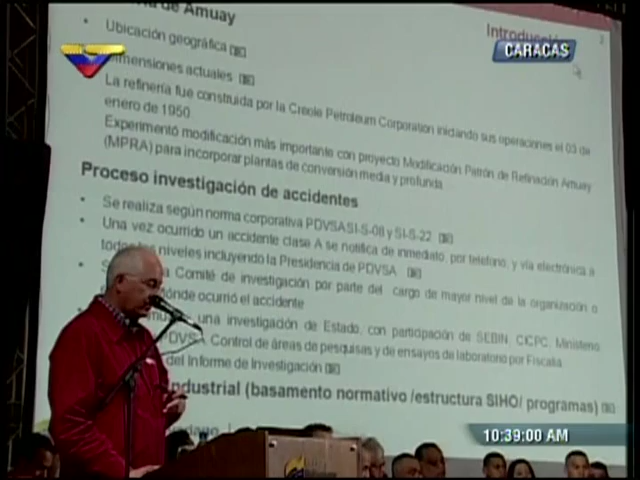 de Amuay
Introducción
Ubicación geográfica
CARACAS
dimensiones actuales
La refinería fue construida por la Creole Petroleum Corporation iniciando sus operaciones el 03 de
enero de 1950.
Experimentó modificación más importante con proyecto Modificación Patrón de Refinación Amuay
(MPRA) para incorporar plantas de conversión media y profunda.
Proceso investigación de accidentes
Se realiza según norma corporativa PDVSA SI-S-08 y SI-S-22
Una vez ocurrido un accidente clase A se notifica de inmediato, por telefono, y vía electrónica a
todos los niveles incluyendo la Presidencia de PDVSA
Comité de investigación por parte del cargo de mayor nivel de la organización o
dónde ocurrió el accidente
una investigación de Estado, con participación de SEBIN, CICPC, Ministerio
PDVSA Control de áreas de pesquisas y de ensayos de laboratorio por Fiscalía.
del Informe de Investigación
industrial (basamento normativo /estructura SIHO/ programas)
10:39:00 AM